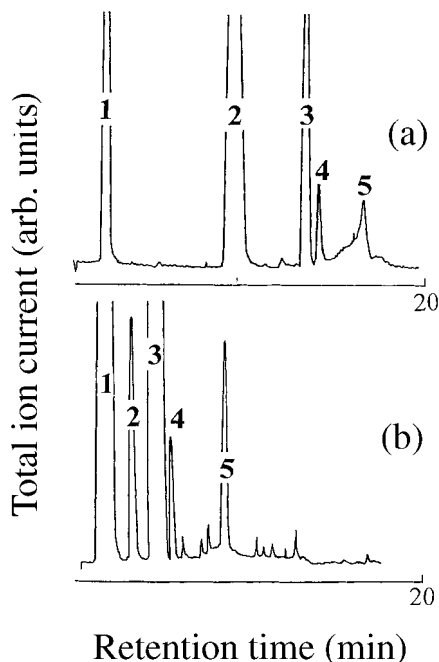 Total ion current (arb. units)
1 2 3 4 5
(a)
20
1 2 3 4 5
(b)
20
Retention time (min)